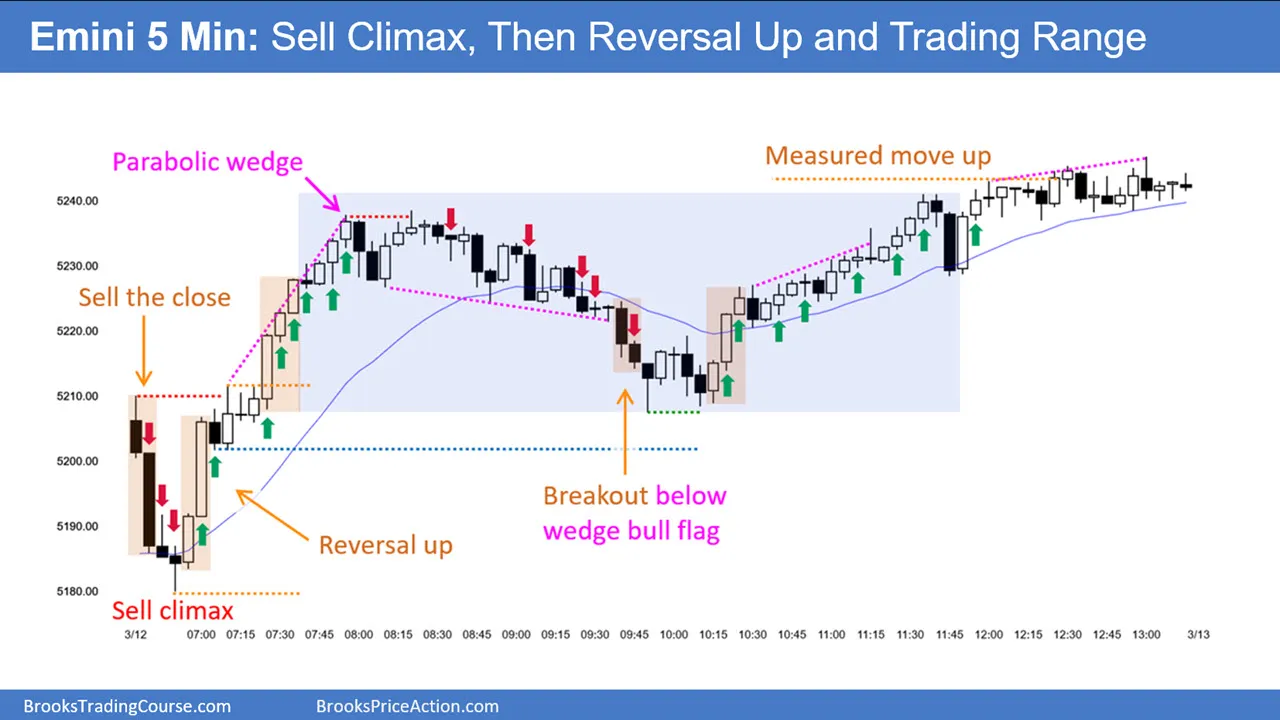 Emini 5 Min: Sell Climax, Then Reversal Up and Trading Range
Parabolic wedge
Measured move up
5240.00
5230.00
Sell the close
5220.00
5210.00
5200.00
Breakout below
wedge bull flag
5190.00
Reversal up
5180.00
Sell climax
3/12 07:00 07:15 07:30 07:45 08:00 08:15 08:30 08:45 09:00 09:15 09:30 09:45 10:00 10:15 10:30 10:45 11:00 11:15 11:30 11:45 12:00 12:15 12:30 12:45 13:00 3/13
BrooksTradingCourse.com BrooksPriceAction.com